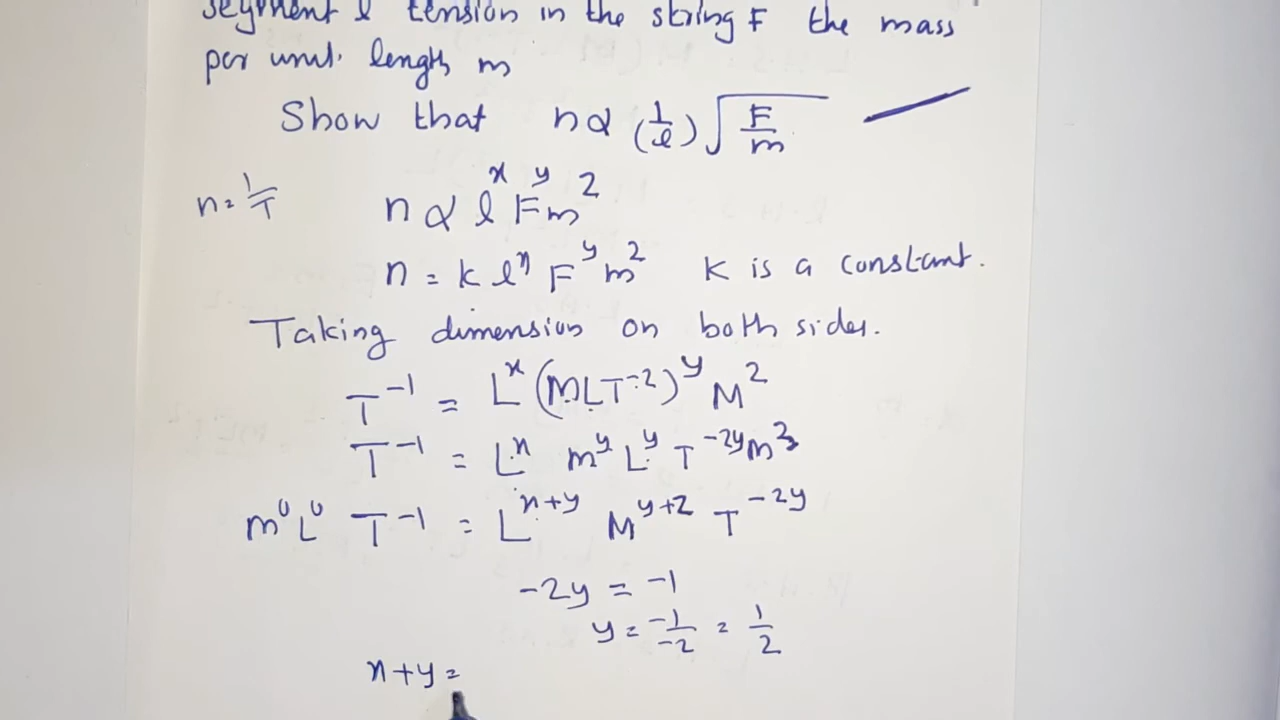 segment l tension in the string F the mass
per unit. length m
Show that n∝ (1/l) √(F/m)
n = 1/T n ∝ l^x F^y m^z
n = k l^x F^y m^z K is a constant.
Taking dimension on both sides.
T^-1 = L^x (MLT^-2)^y M^z
T^-1 = L^x m^y L^y T^-2y m^z
m^0 L^0 T^-1 = L^x+y M^y+z T^-2y
-2y = -1
y = -1/-2 = 1/2
x+y =